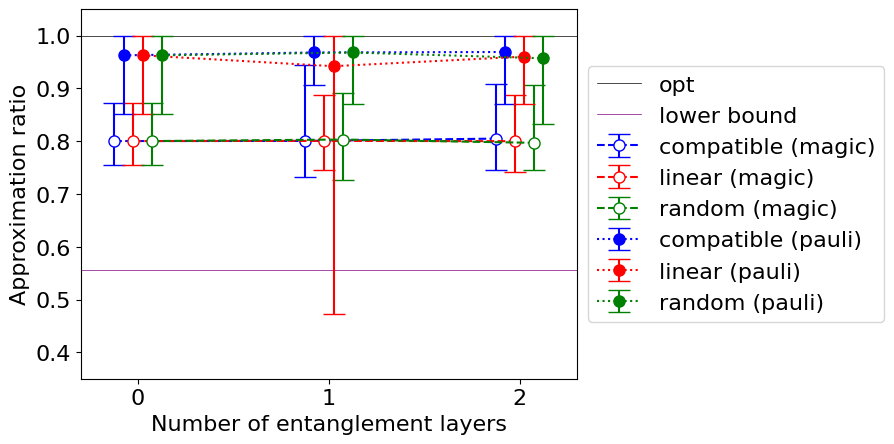 Approximation ratio
1.0
0.9
0.8
0.7
0.6
0.5
0.4
0
1
2
Number of entanglement layers
opt
lower bound
compatible (magic)
linear (magic)
random (magic)
compatible (pauli)
linear (pauli)
random (pauli)